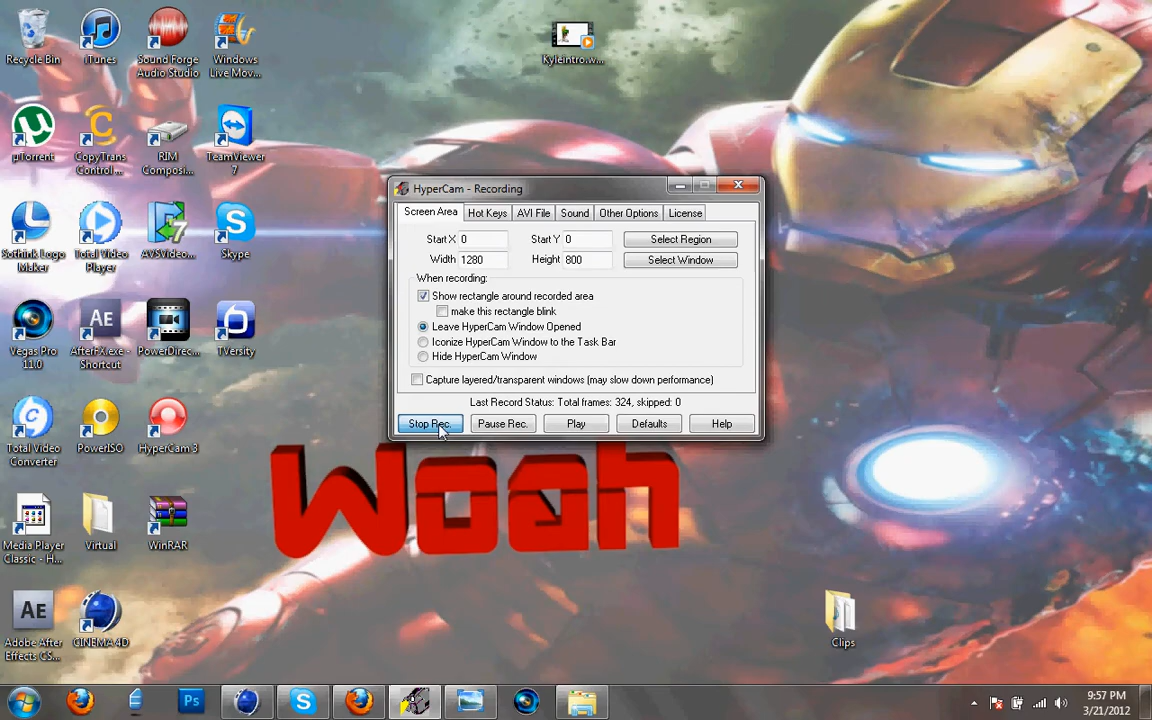 Recycle Bin
iTunes
Sound Forge
Audio Studio
Windows
Live Mov...
Kyleintro.w...
µTorrent
CopyTrans
Control ...
RIM
Composi...
TeamViewer
7
Sothink Logo
Maker
Total Video
Player
AVSVideo...
Skype
Vegas Pro
11.0
AE
AfterFX.exe -
Shortcut
PowerDirec...
TVersity
Total Video
Converter
PowerISO
HyperCam 3
Media Player
Classic - H...
Virtual
WinRAR
AE
Adobe After
Effects CS...
CINEMA 4D
Clips
Woah
HyperCam - Recording
Screen Area
Hot Keys
AVI File
Sound
Other Options
License
Start X 0
Start Y 0
Select Region
Width 1280
Height 800
Select Window
When recording:
Show rectangle around recorded area
make this rectangle blink
Leave HyperCam Window Opened
Iconize HyperCam Window to the Task Bar
Hide HyperCam Window
Capture layered/transparent windows (may slow down performance)
Last Record Status: Total frames: 324, skipped: 0
Stop Rec.
Pause Rec.
Play
Defaults
Help
Ps
9:57 PM
3/21/2012